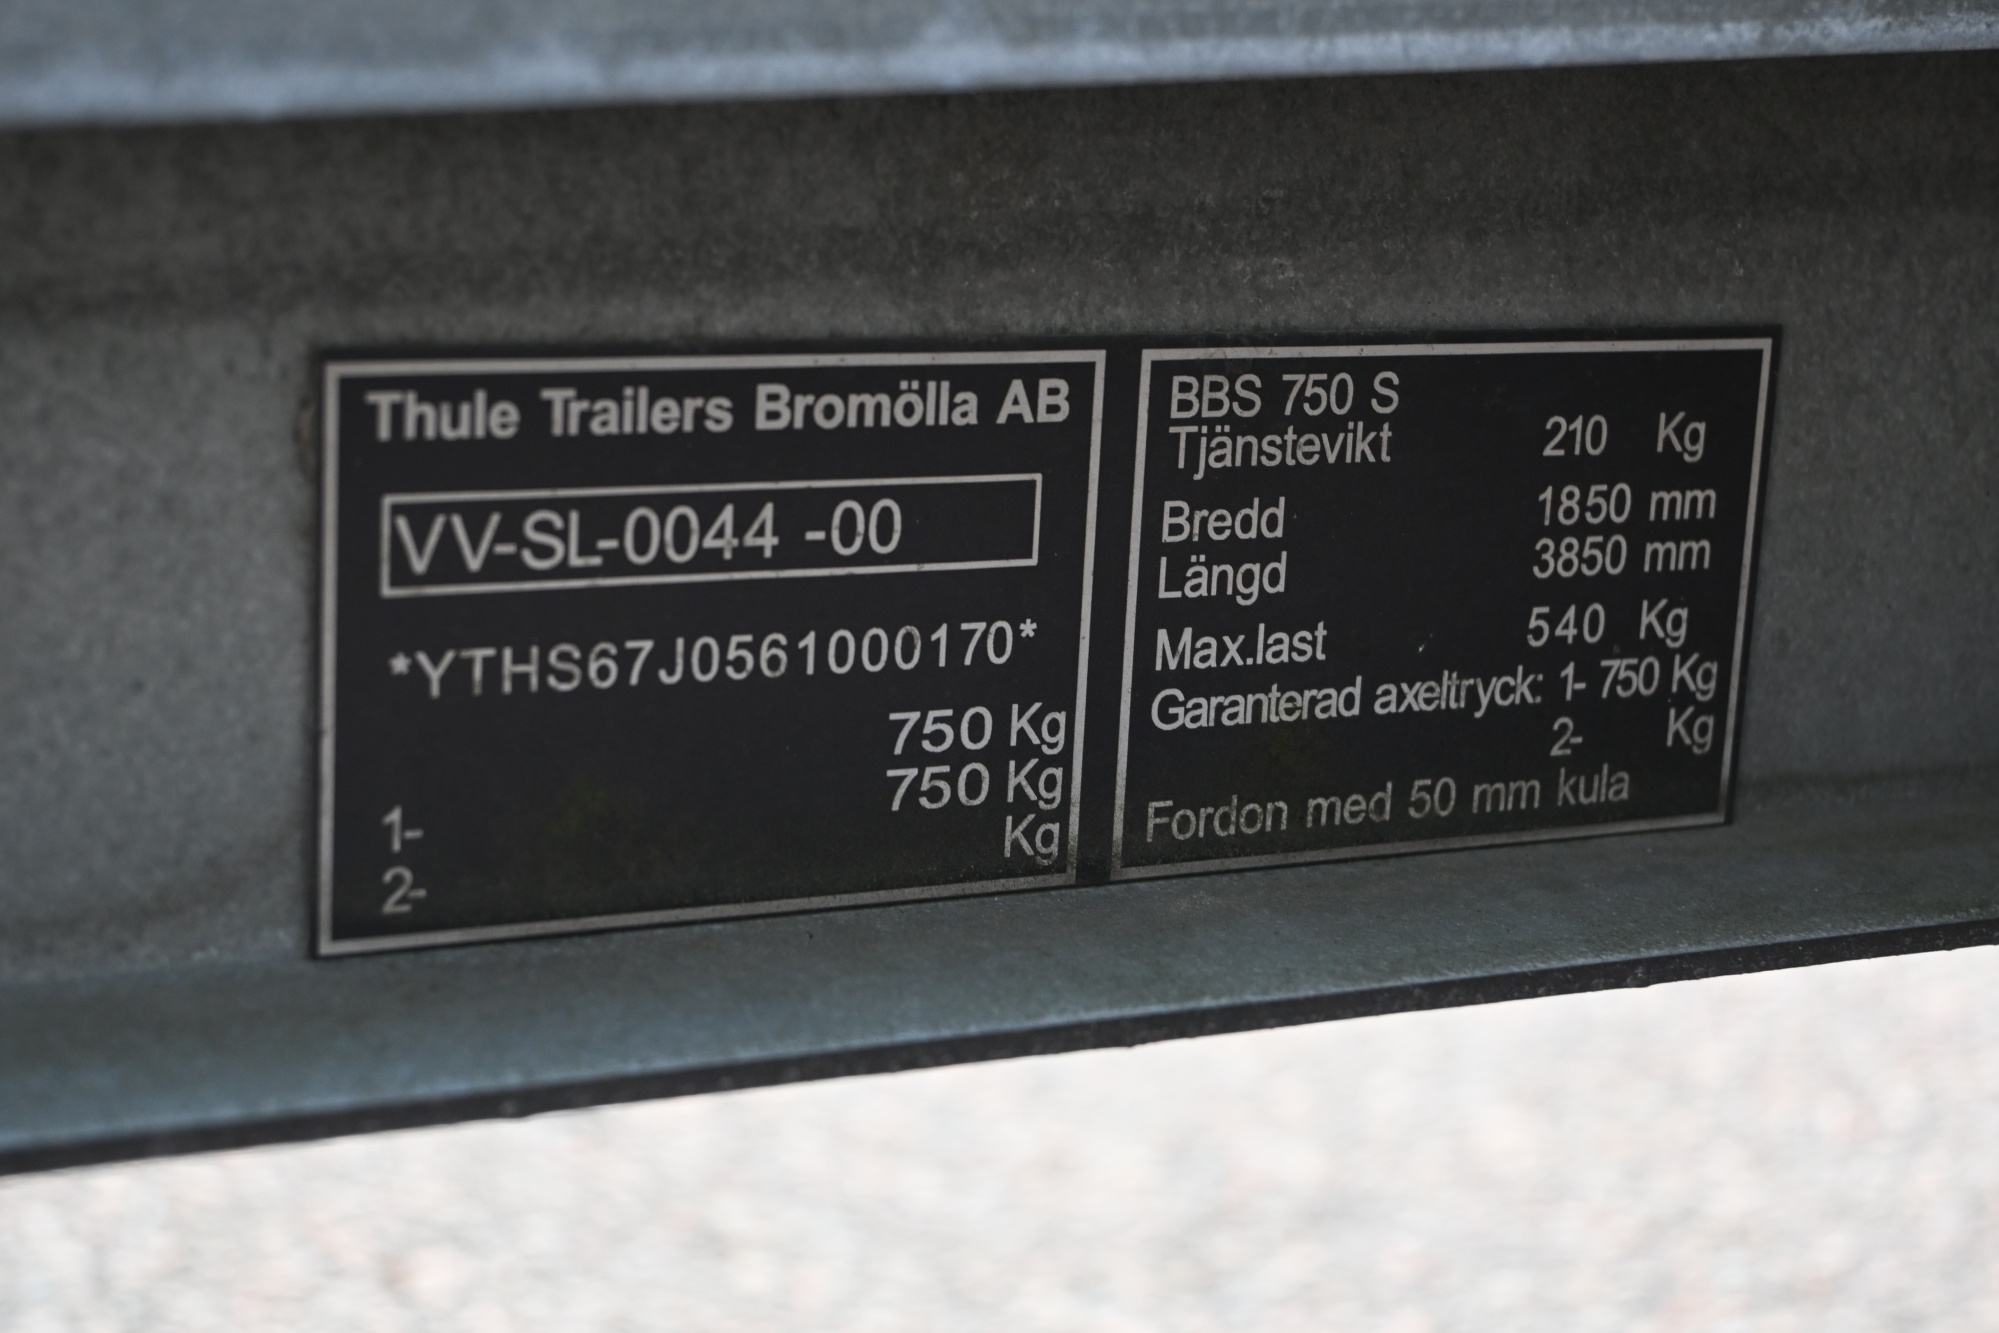 Thule Trailers Bromölla AB
VV-SL-0044 -00
*YTHS67J0561000170*
750 Kg
750 Kg
1- Kg
2-
BBS 750 S
Tjänstevikt 210 Kg
Bredd 1850 mm
Längd 3850 mm
Max.last 540 Kg
Garanterad axeltryck: 1- 750 Kg
2- Kg
Fordon med 50 mm kula